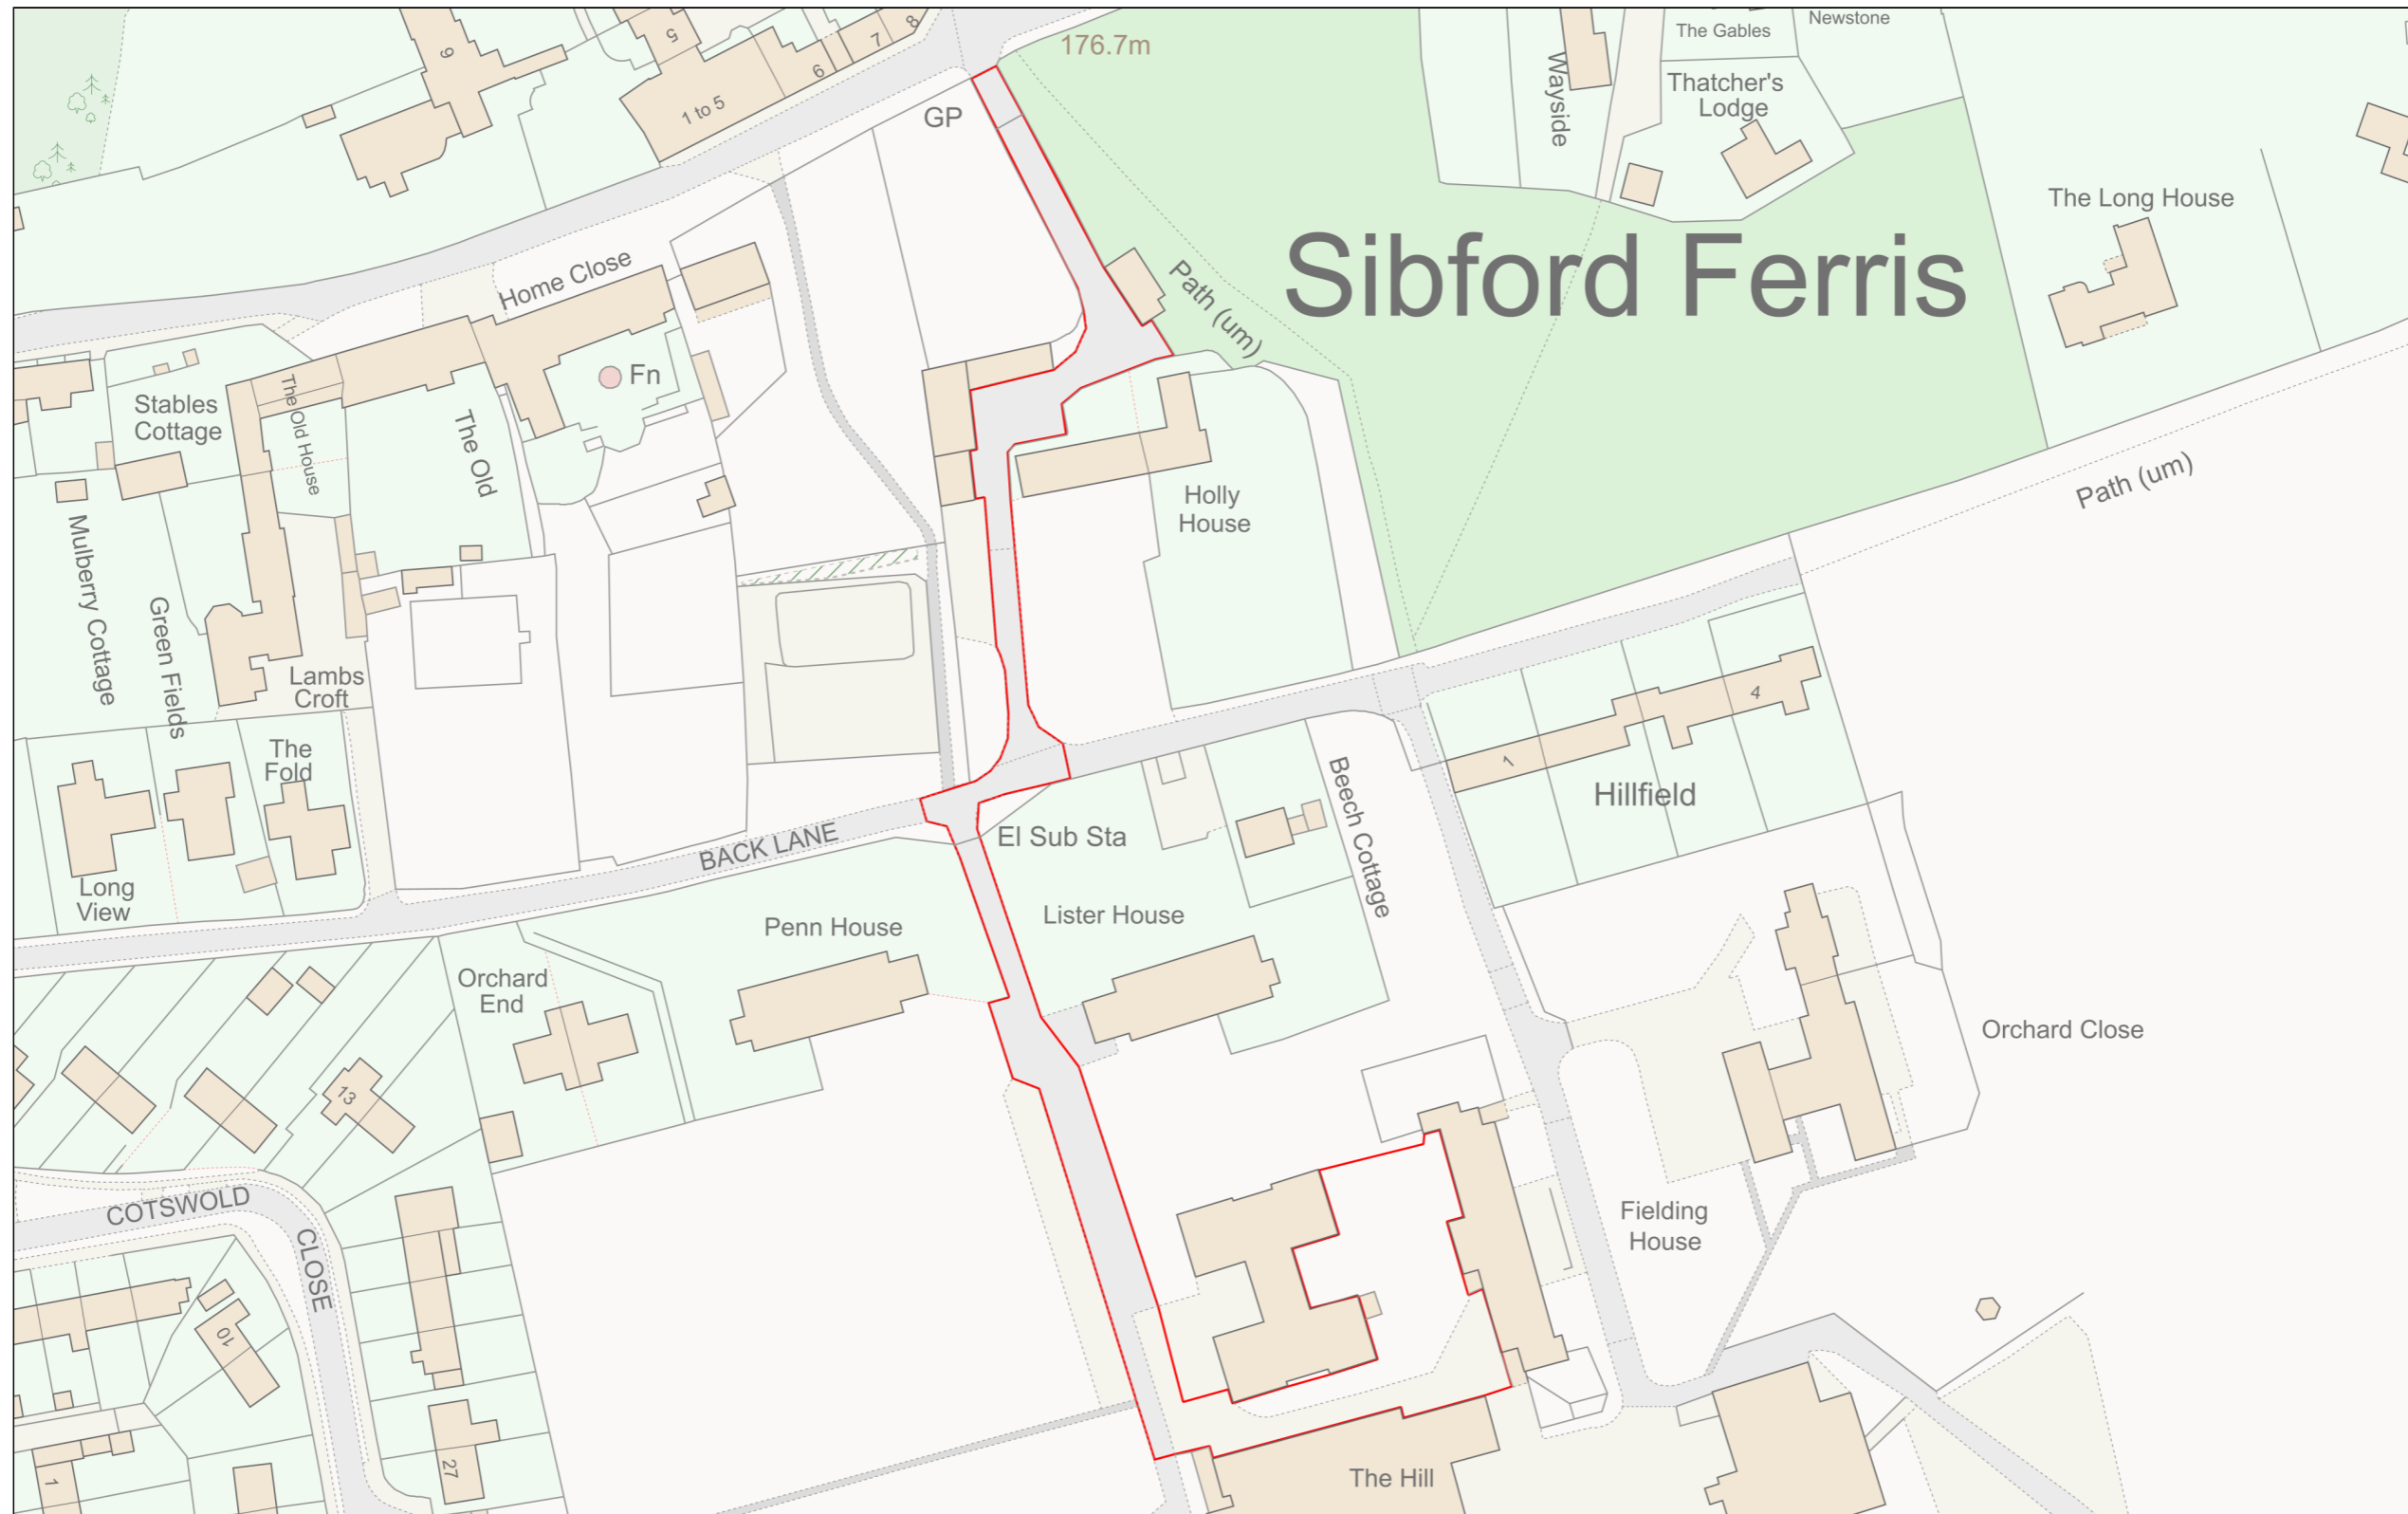 9
5
8
7
6
1 to 5
176.7m
GP
Newstone
The Gables
Wayside
Thatcher's
Lodge
The Long House
Home Close
Path (um)
Sibford Ferris
Fn
Stables
Cottage
The Old House
The Old
Holly
House
Path (um)
Mulberry Cottage
Green Fields
Lambs
Croft
The
Fold
Long
View
BACK LANE
El Sub Sta
Beech Cottage
4
1
Hillfield
Penn House
Lister House
Orchard
End
Orchard Close
13
COTSWOLD
CLOSE
Fielding
House
10
27
1
The Hill